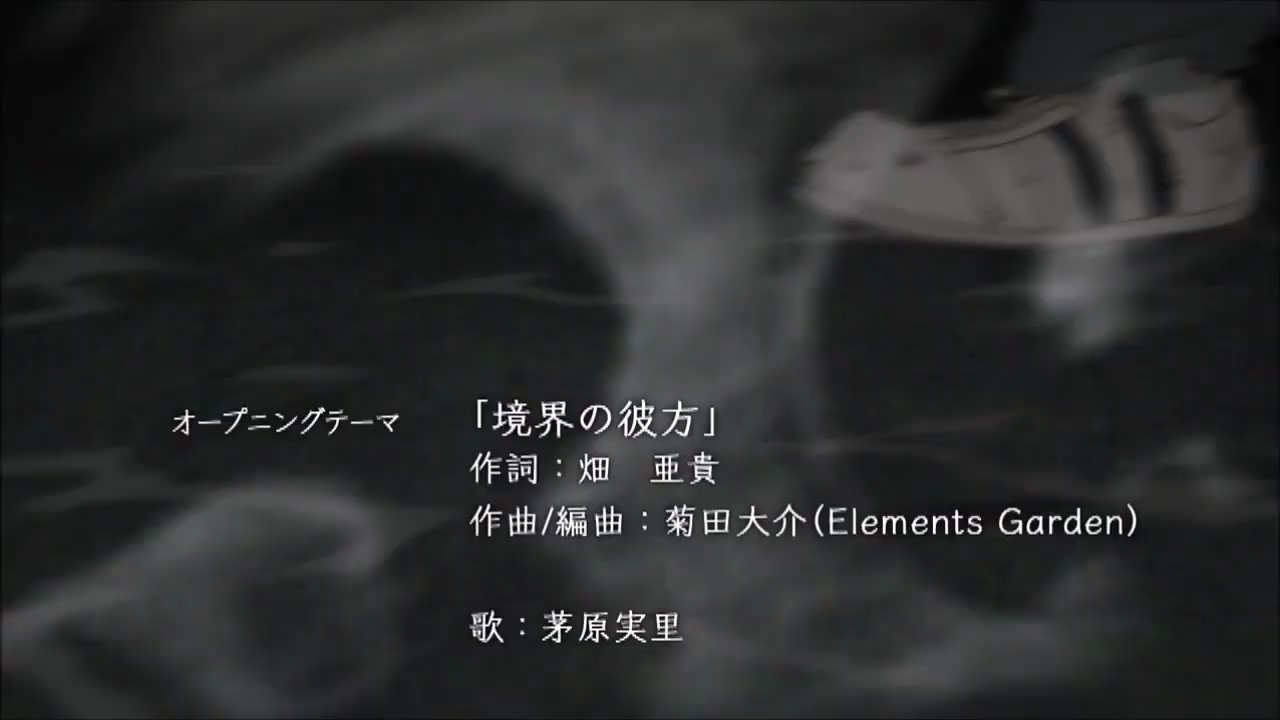 オープニングテーマ 「境界の彼方」
作詞：畑　亜貴
作曲/編曲：菊田大介(Elements Garden)
歌：茅原実里